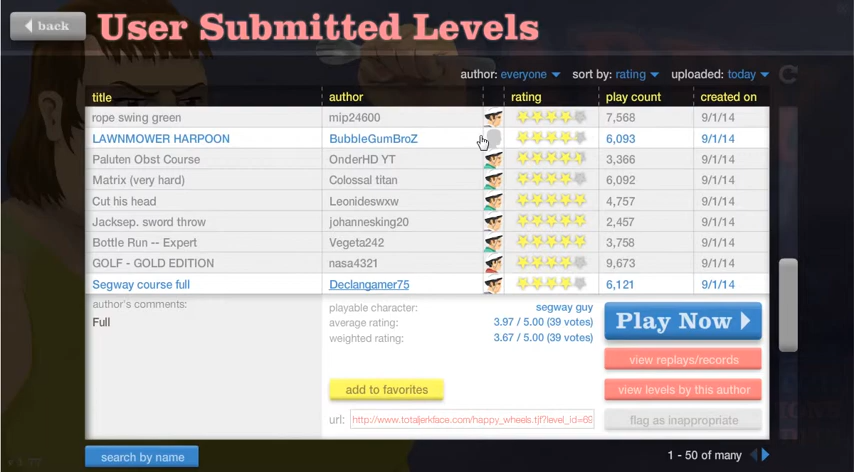 back
User Submitted Levels
author: everyone sort by: rating uploaded: today
title author rating play count created on
rope swing green mip24600 7,568 9/1/14
LAWNMOWER HARPOON BubbleGumBroZ 6,093 9/1/14
Paluten Obst Course OnderHD YT 3,366 9/1/14
Matrix (very hard) Colossal titan 6,092 9/1/14
Cut his head Leonideswxw 4,757 9/1/14
Jacksep. sword throw johannesking20 2,457 9/1/14
Bottle Run -- Expert Vegeta242 3,758 9/1/14
GOLF - GOLD EDITION nasa4321 9,673 9/1/14
Segway course full Declangamer75 6,121 9/1/14
author's comments:
Full
playable character: segway guy
average rating: 3.97 / 5.00 (39 votes)
weighted rating: 3.67 / 5.00 (39 votes)
Play Now
view replays/records
add to favorites
view levels by this author
url: http://www.totaljerkface.com/happy_wheels.tjf?level_id=69
flag as inappropriate
search by name
1 - 50 of many